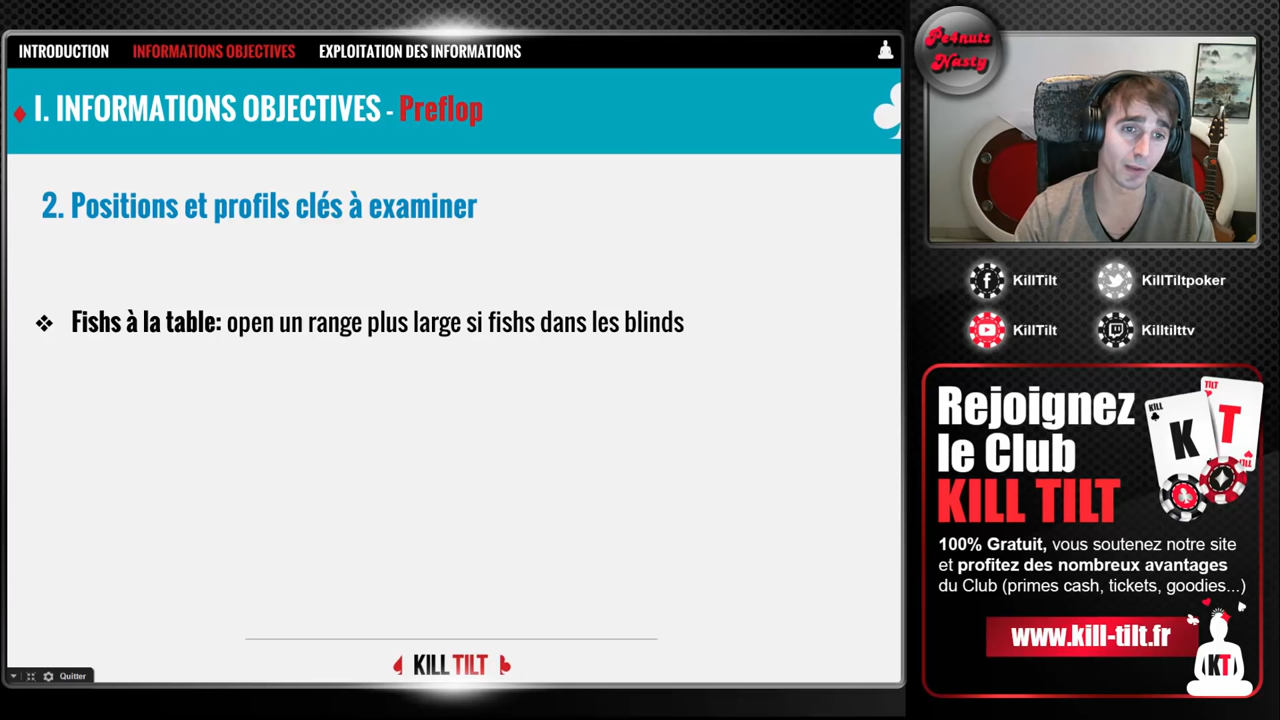 INTRODUCTION
INFORMATIONS OBJECTIVES
EXPLOITATION DES INFORMATIONS
I. INFORMATIONS OBJECTIVES - Preflop
2. Positions et profils clés à examiner
❖ Fishs à la table: open un range plus large si fishs dans les blinds
KILL TILT
Quitter
Pe4nuts
Nasty
KillTilt
KillTiltpoker
KillTilt
Killtilttv
Rejoignez
le Club
KILL TILT
KILL
K
TILT
T
TILT
100% Gratuit, vous soutenez notre site
et profitez des nombreux avantages
du Club (primes cash, tickets, goodies...)
www.kill-tilt.fr
KT